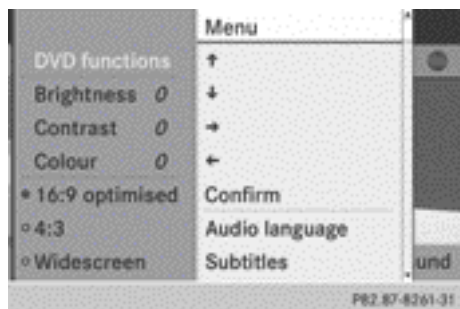 Menu
DVD functions
Brightness 0
Contrast 0
Colour 0
16:9 optimised
4:3
Widescreen
↑
↓
→
←
Confirm
Audio language
Subtitles
und
P82.87-8261-31